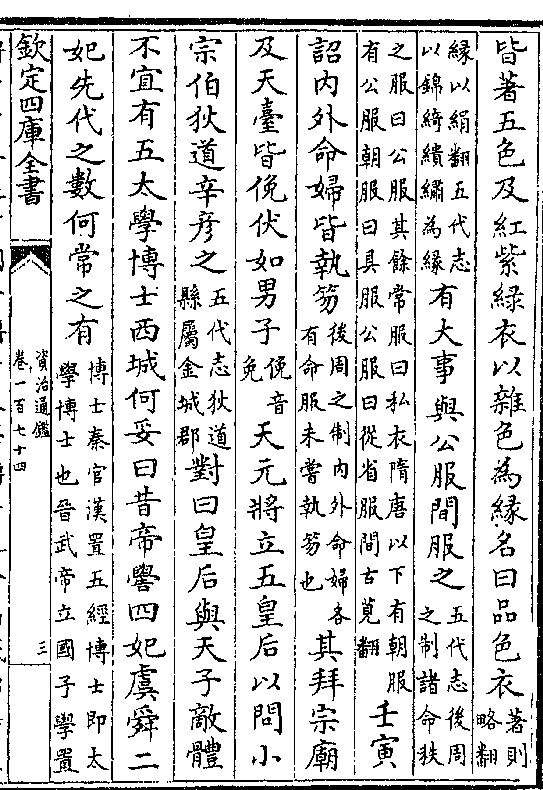 皆著五色及紅紫綠衣以雜色為緣名曰品色衣著則
略翻
緣以絹翻五代志
以錦綺繢繡為緣有大事與公服間服之五代志後周
之制諸命秩
之服曰公服其餘常服曰私衣隋唐以下有朝服
有公服朝服曰具服公服曰從省服間古莧翻壬寅
詔内外命婦皆執笏後周之制内外命婦各
有命服未嘗執笏也其拜宗廟
及天臺皆俛伏如男子俛音
免天元將立五皇后以問小
宗伯狄道辛彦之五代志狄道
縣屬金城郡對曰皇后與天子敵體
不宜有五太學博士西城何妥曰昔帝嚳四妃虞舜二
妃先代之數何常之有博士秦官漢置五經博士即太
學博士也晉武帝立國子學置
欽定四庫全書
資治通鑑
卷一百七十四
三